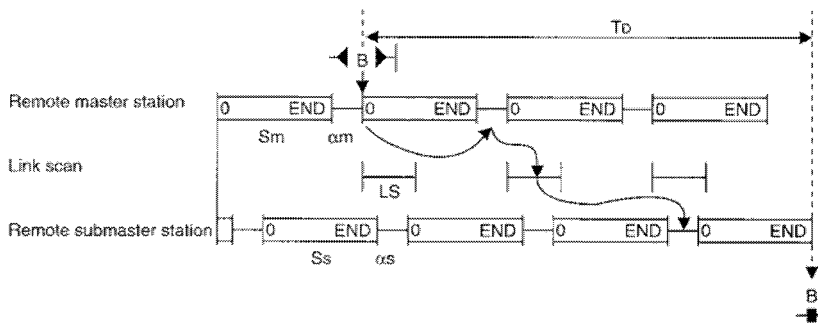 TD
B
Remote master station
0 END 0 END 0 END 0 END
Sm αm
Link scan
LS
Remote submaster station
0 END 0 END 0 END 0 END
Ss αs
B